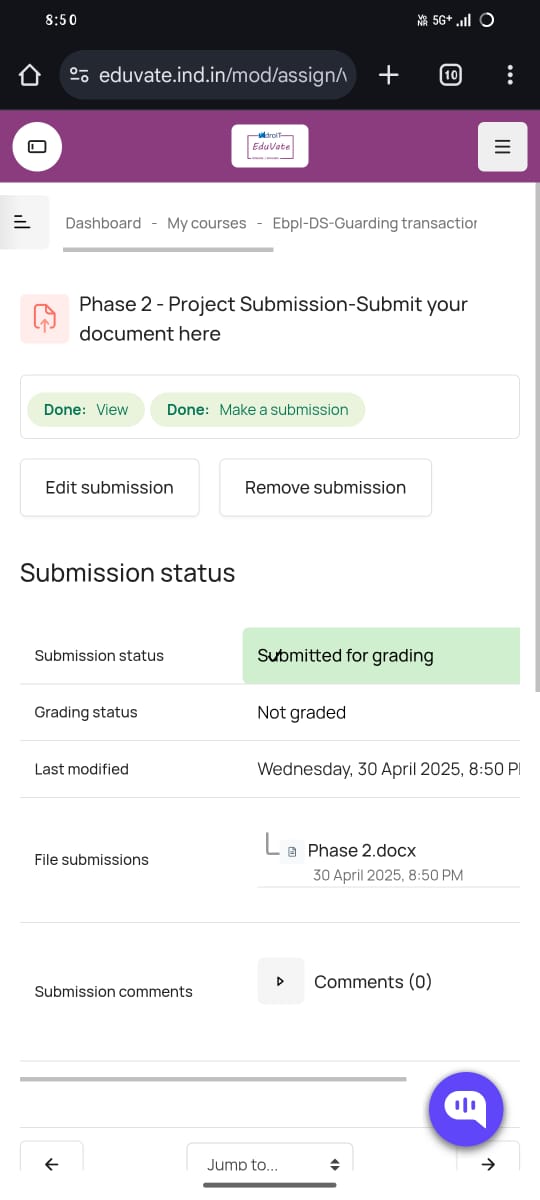 8:50
Vo NR 5G+
eduvate.ind.in/mod/assign/v
10
EduVate
Dashboard - My courses - Ebpl-DS-Guarding transaction
Phase 2 - Project Submission-Submit your
document here
Done: View Done: Make a submission
Edit submission Remove submission
Submission status
Submission status Submitted for grading
Grading status Not graded
Last modified Wednesday, 30 April 2025, 8:50 P
File submissions Phase 2.docx
30 April 2025, 8:50 PM
Submission comments Comments (0)
Jump to...